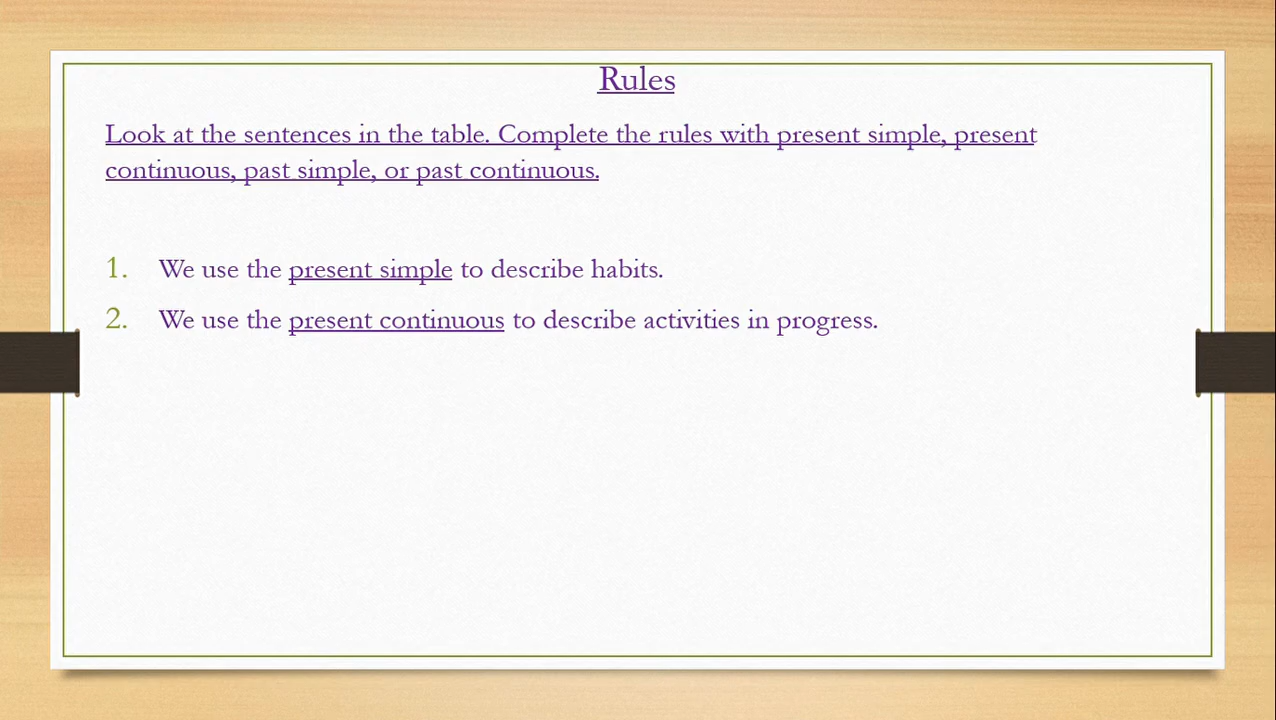 Rules
Look at the sentences in the table. Complete the rules with present simple, present
continuous, past simple, or past continuous.
1. We use the present simple to describe habits.
2. We use the present continuous to describe activities in progress.